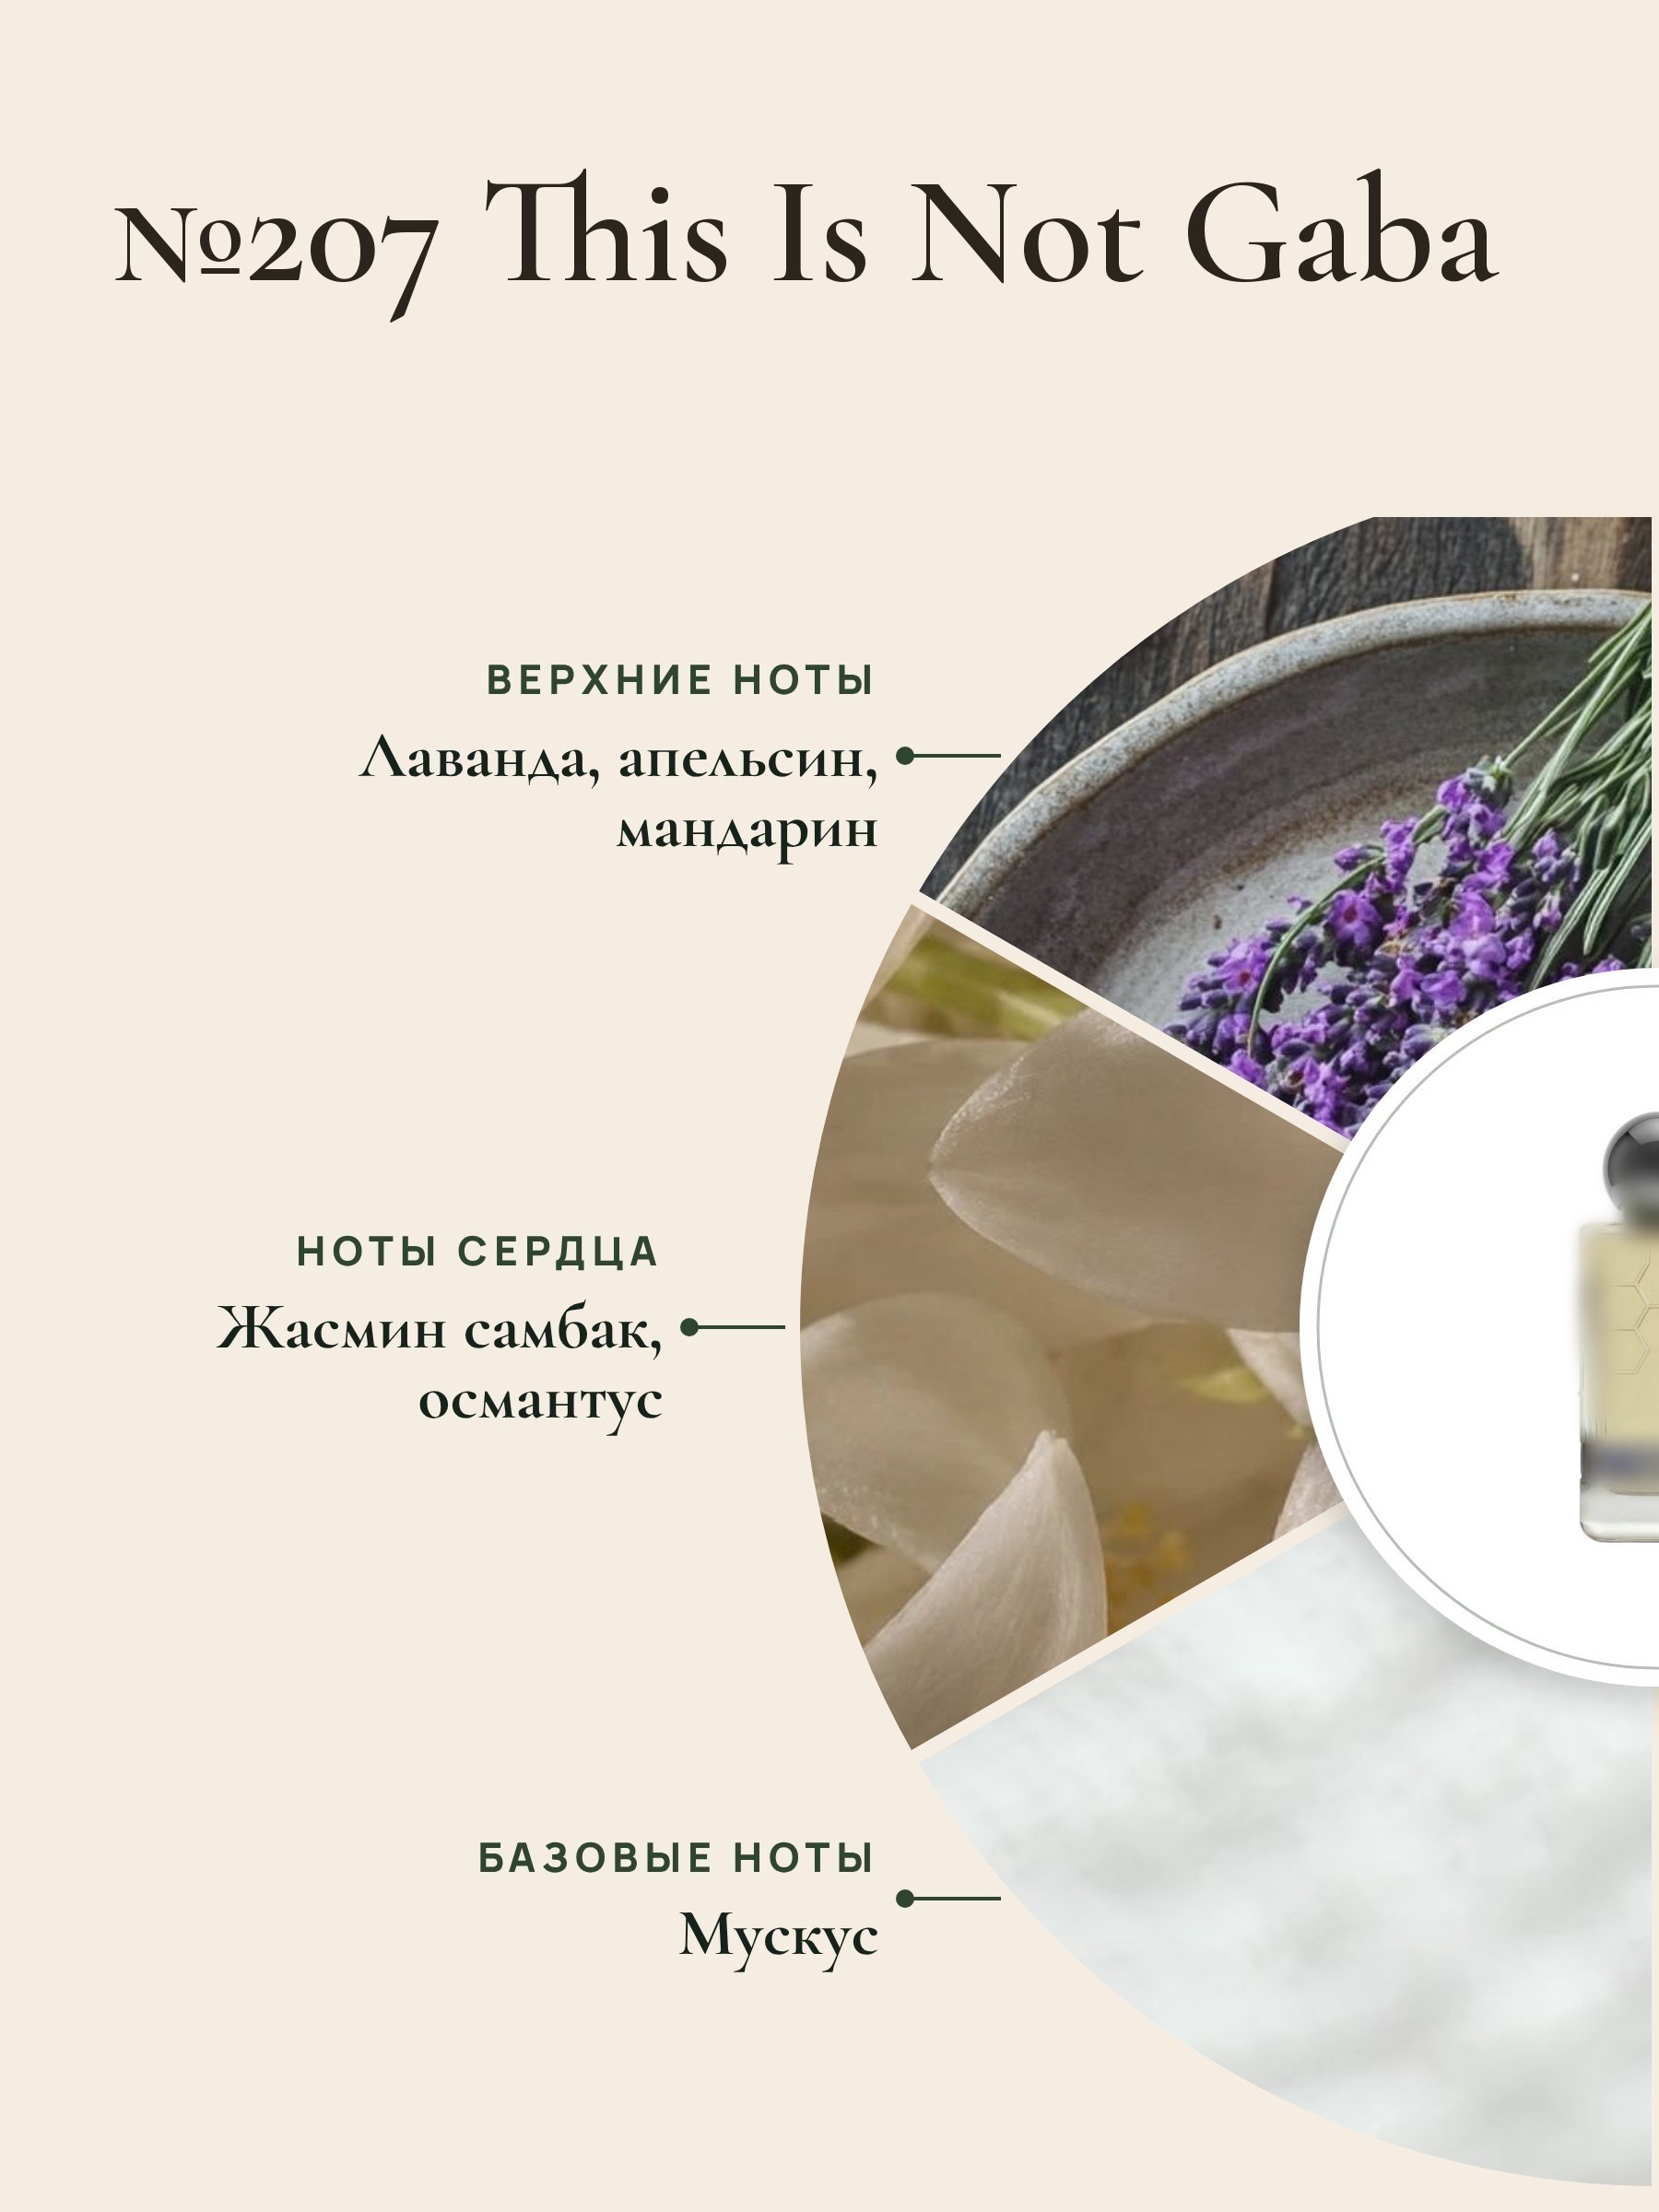 №207 This Is Not Gaba
ВЕРХНИЕ НОТЫ
Лаванда, апельсин,
мандарин
НОТЫ СЕРДЦА
Жасмин самбак,
османтус
БАЗОВЫЕ НОТЫ
Мускус